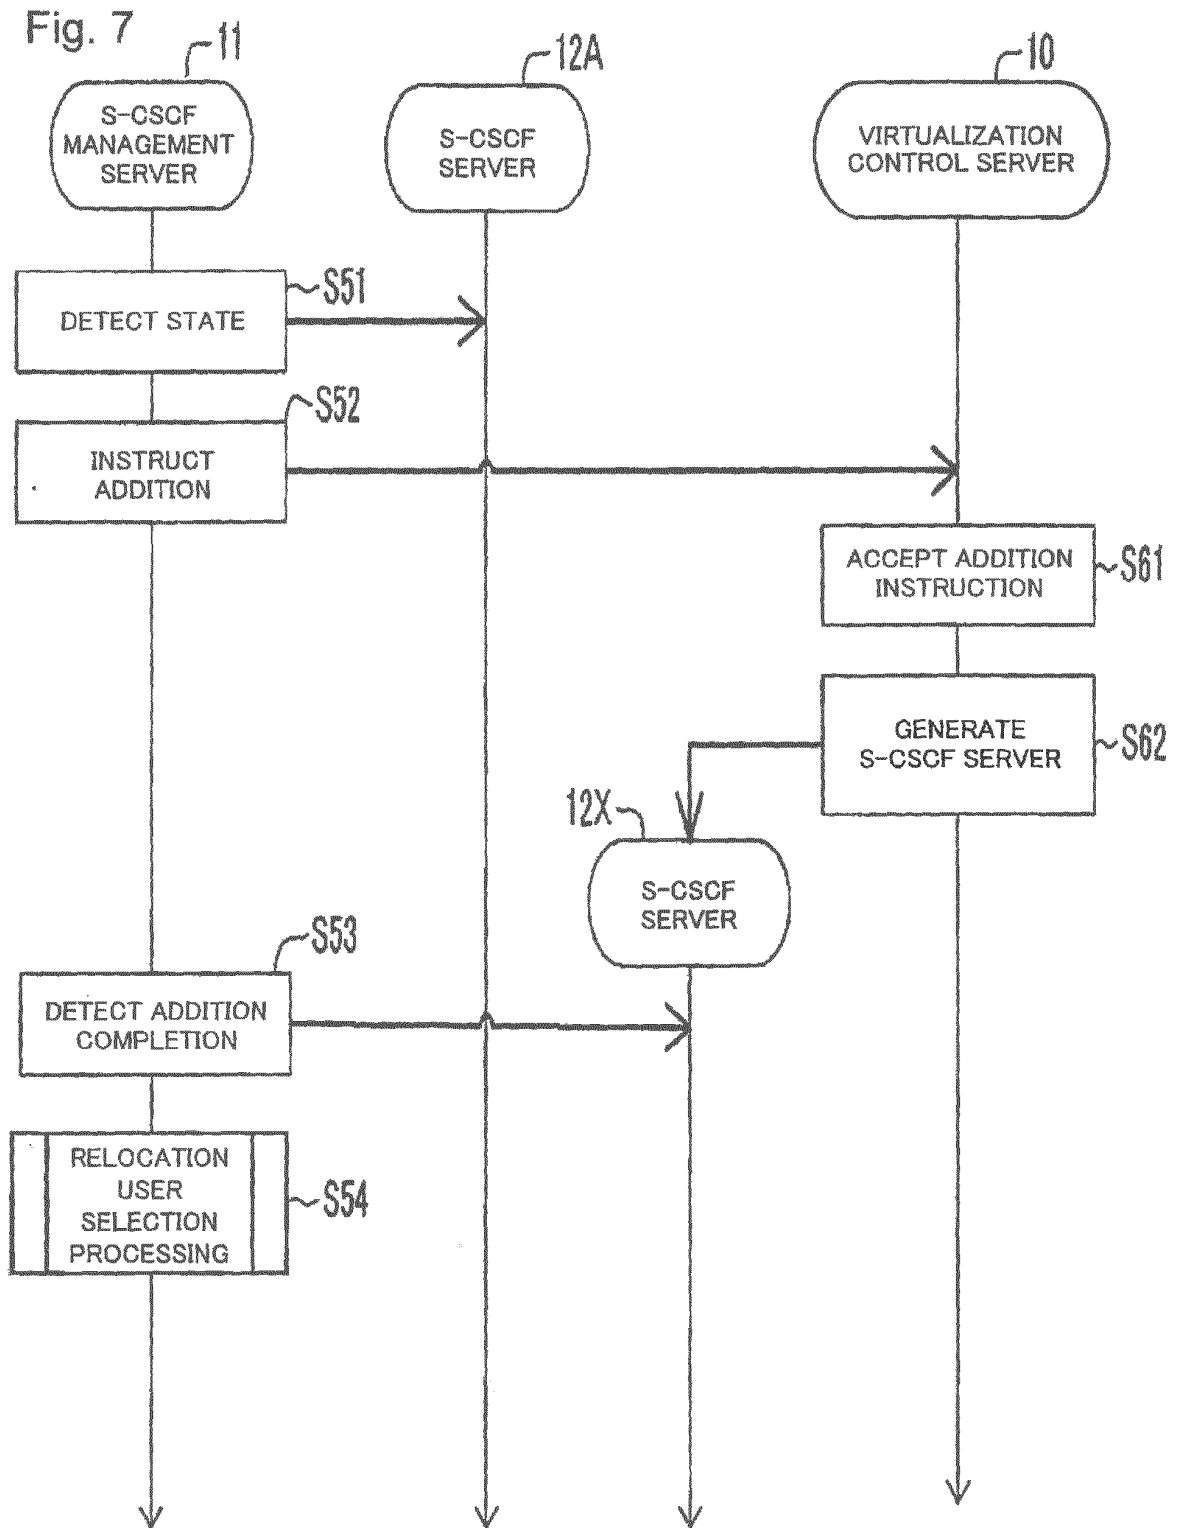 Fig. 7
11
12A
10
S-CSCF
MANAGEMENT
SERVER
S-CSCF
SERVER
VIRTUALIZATION
CONTROL SERVER
S51
DETECT STATE
S52
INSTRUCT
ADDITION
ACCEPT ADDITION
INSTRUCTION
S61
GENERATE
S-CSCF SERVER
S62
12X
S-CSCF
SERVER
S53
DETECT ADDITION
COMPLETION
RELOCATION
USER
SELECTION
PROCESSING
S54